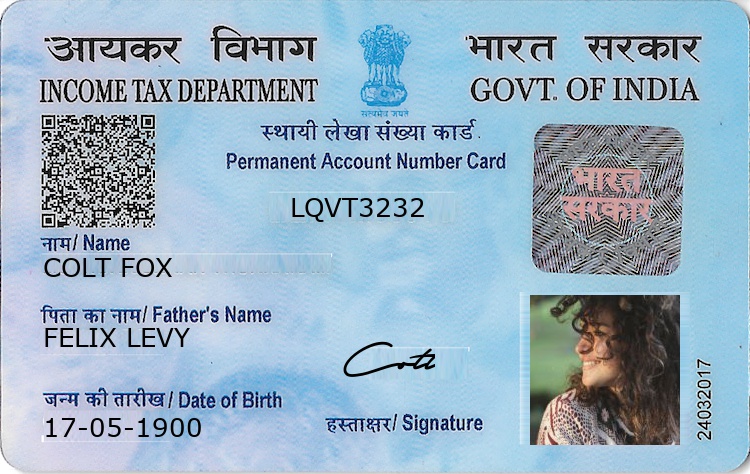 आयकर विभाग
भारत सरकार
INCOME TAX DEPARTMENT
GOVT. OF INDIA
सत्यमेव जयते
स्थायी लेखा संख्या कार्ड
Permanent Account Number Card
LQVT3232
भारत
सरकार
नाम/ Name
COLT FOX
पिता का नाम/ Father's Name
FELIX LEVY
Colt
जन्म की तारीख / Date of Birth
17-05-1900
हस्ताक्षर/ Signature
24032017